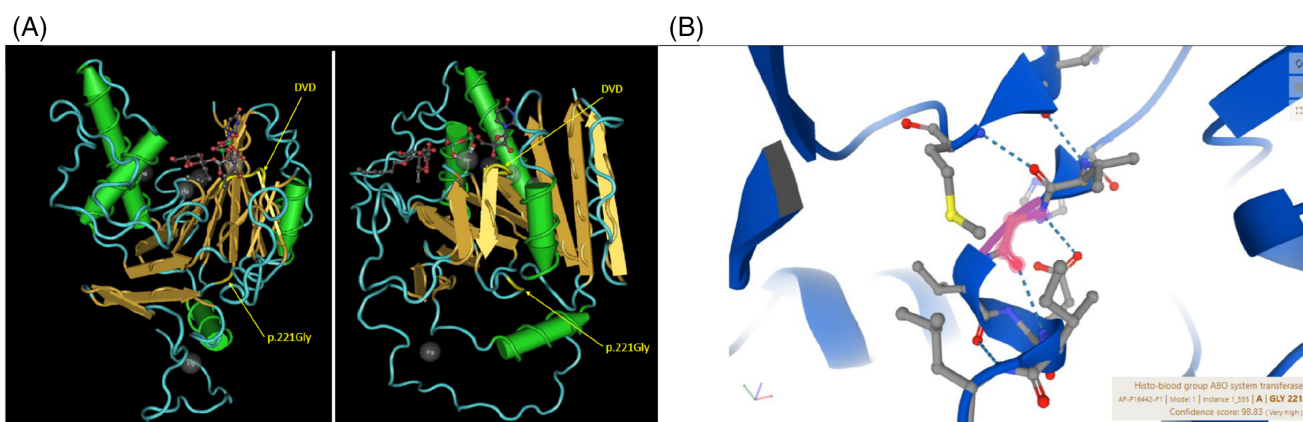 (A)
(B)
DVD
p.221Gly
DVD
p.221Gly
Histo-blood group ABO system transferase
AF-P16442-F1 | Model 1 | Instance 1_555 | A | GLY 221
Confidence score: 98.83 (Very high)